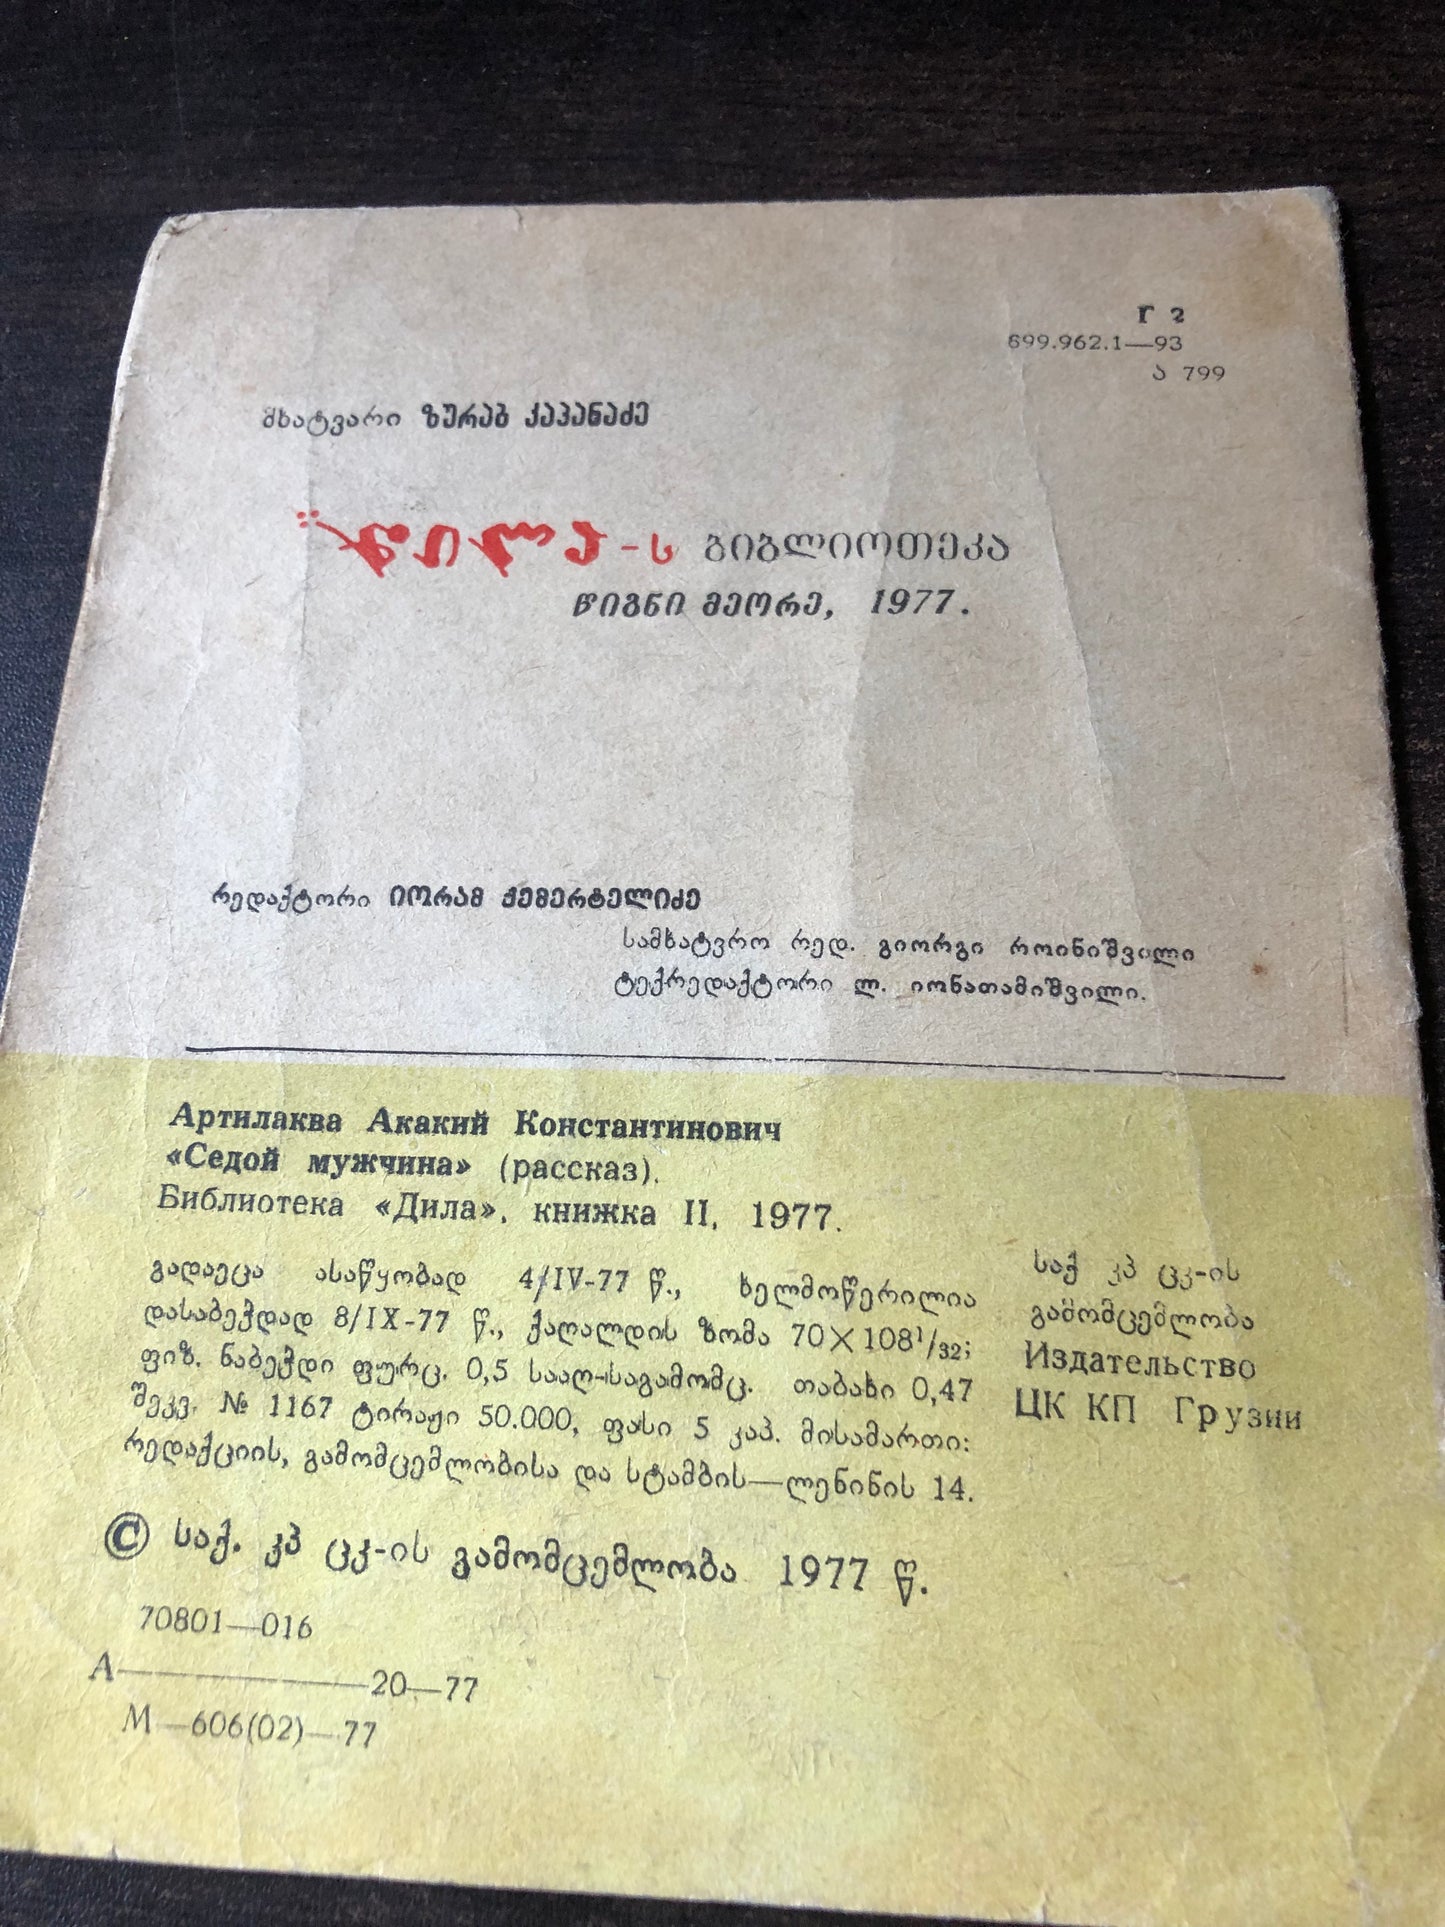 Г 2
899.962.1—93
ა 799
მხატვარი ზურაბ კაპანაძე
დილა-ს ბიბლიოთეკა
წიგნი მეორე, 1977.
რედაქტორი იორამ ქემერტელიძე
სამხატვრო რედ. გიორგი როინიშვილი
ტექრედაქტორი ლ. იონათამიშვილი.
Артилаква Акакий Константинович
«Седой мужчина» (рассказ).
Библиотека «Дила», книжка II, 1977.
გადაეცა ასაწყობად 4/IV-77 წ., ხელმოწერილია
დასაბეჭდად 8/IX-77 წ., ქაღალდის ზომა 70×108¹/₃₂;
ფიზ. ნაბეჭდი ფურც. 0,5 სააღ-საგამომც. თაბახი 0,47
შეკვ. № 1167 ტირაჟი 50.000, ფასი 5 კაპ. მისამართი:
რედაქციის, გამომცემლობისა და სტამბის—ლენინის 14.
საქ კპ ცკ-ის
გამომცემლობა
Издательство
ЦК КП Грузии
© საქ. კპ ცკ-ის გამომცემლობა 1977 წ.
70801—016
А————20—77
М—606(02)—77